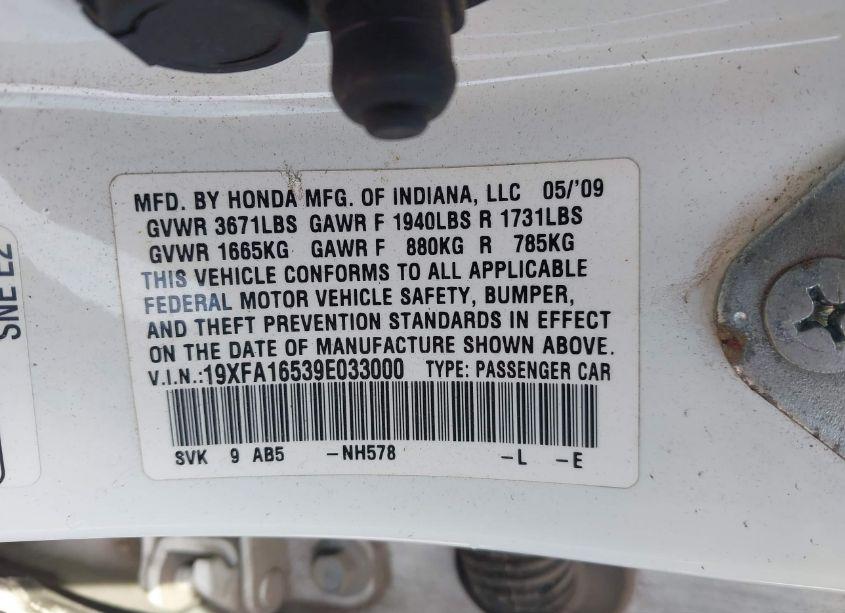 MFD. BY HONDA MFG. OF INDIANA, LLC 05/'09
GVWR 3671LBS GAWR F 1940LBS R 1731LBS
GVWR 1665KG GAWR F 880KG R 785KG
THIS VEHICLE CONFORMS TO ALL APPLICABLE
FEDERAL MOTOR VEHICLE SAFETY, BUMPER,
AND THEFT PREVENTION STANDARDS IN EFFECT
ON THE DATE OF MANUFACTURE SHOWN ABOVE.
V.I.N.:19XFA16539E033000 TYPE: PASSENGER CAR
SVK 9 AB5 -NH578 -L -E